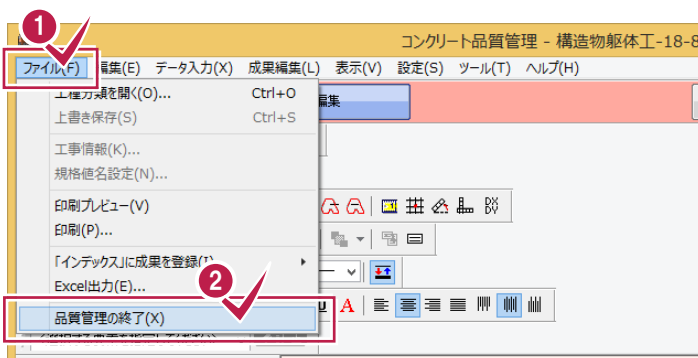 1
コンクリート品質管理 - 構造物躯体工-18-8
ファイル(F) 編集(E) データ入力(X) 成果編集(L) 表示(V) 設定(S) ツール(T) ヘルプ(H)
工種分類を開く(O)... Ctrl+O
編集
上書き保存(S) Ctrl+S
工事情報(K)...
規格値名設定(N)...
印刷プレビュー(V)
DX
DY
印刷(P)...
「インデックス」に成果を登録(I)
Excel出力(E)...
2
U A
品質管理の終了(X)